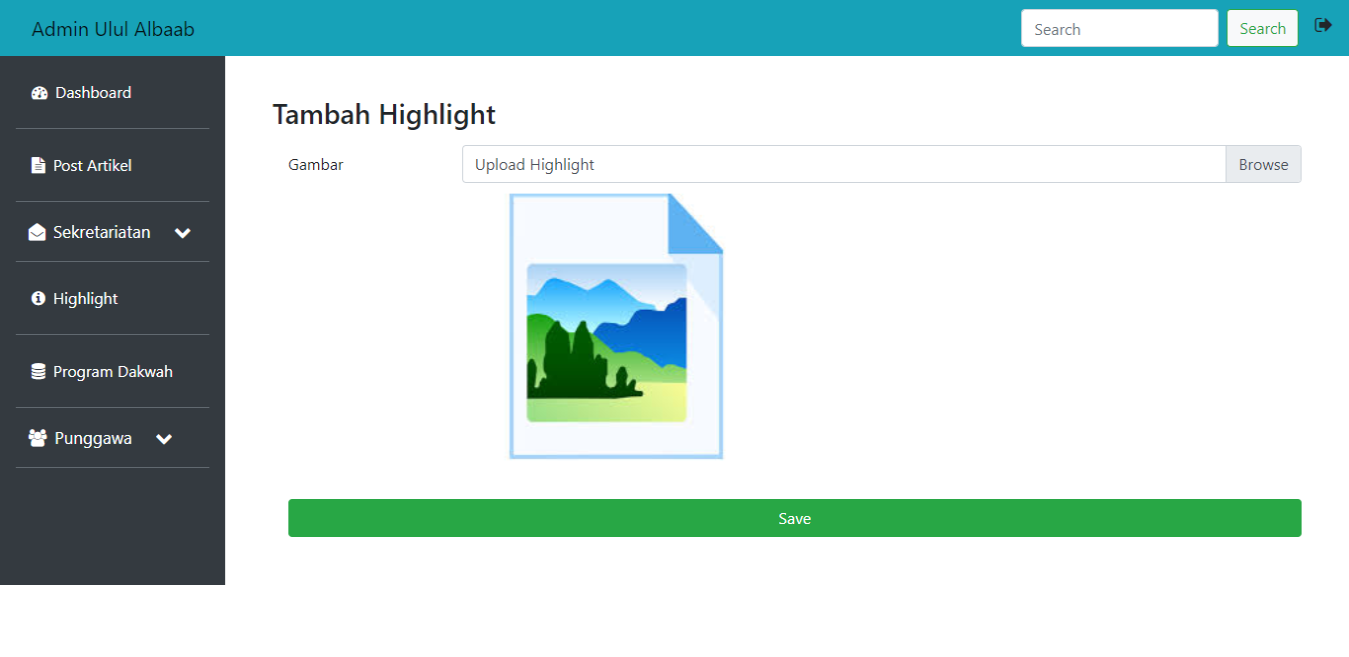 Admin Ulul Albaab
Search
Search
Dashboard
Post Artikel
Sekretariatan
Highlight
Program Dakwah
Punggawa
Tambah Highlight
Gambar
Upload Highlight
Browse
Save